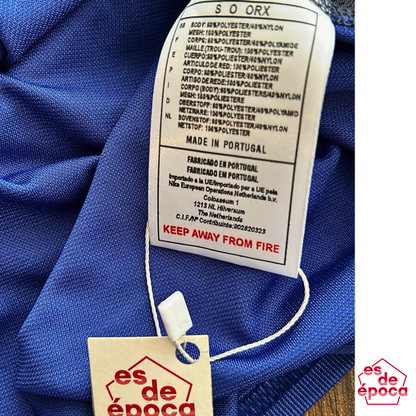 S O ORX
BODY: 60%POLYESTER/40%NYLON
MESH: 100%POLYESTER
CORPS: 60%POLYESTER/40%POLYAMIDE
MAILLE (TROU-TROU): 100%POLYESTER
CUERPO: 60%POLIESTER/40%NYLON
ARTICULO DE RED: 100%POLIESTER
CORPO: 60%POLIESTERE/40%NYLON
ARTIGO DE REDE: 100%POLIESTER
CORPO (BODY): 60%POLIESTERE/40%NYLON
MESH: 100%POLIESTERE
OBERSTOFF: 60%POLYESTER/40%POLYAMID
NETZWARE: 100%POLYESTER
NL BOVENSTOF: 60%POLYESTER/40%NYLON
NETSTOF: 100%POLYESTER
MADE IN PORTUGAL
FABRICADO EN PORTUGAL
FABRICADO EM PORTUGAL
Importado a la UE/Importado par a UE pela
Nike European Operations Netherlands b.v.
Colosseum 1
1213 NL Hilversum
The Netherlands
C.I.F./Nº Contribuinte:902820323
KEEP AWAY FROM FIRE
es
de
época
es
de
época